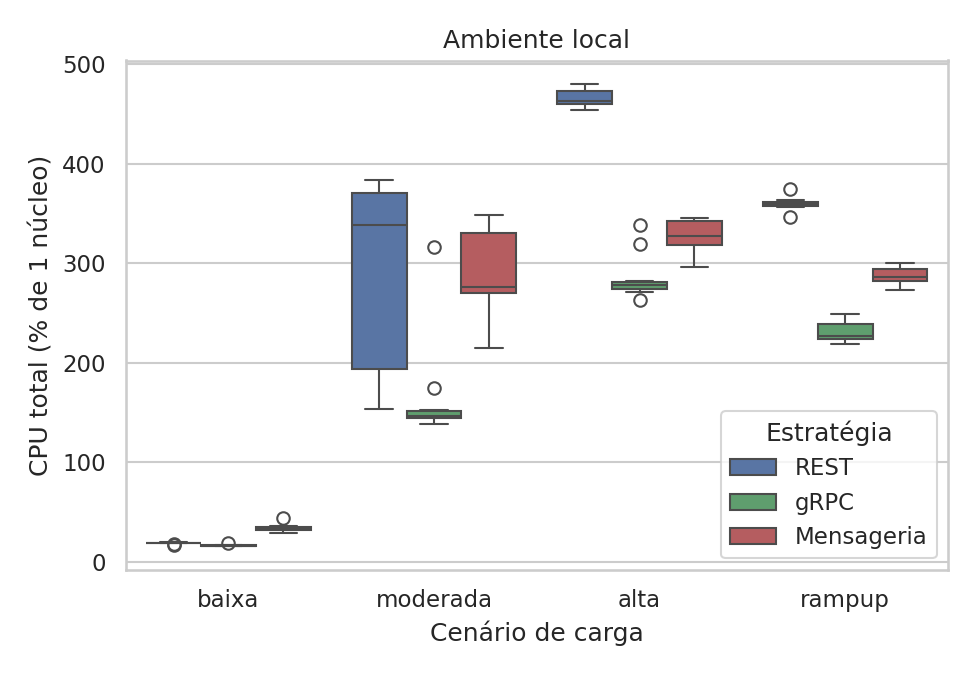 Ambiente local
CPU total (% de 1 núcleo)
500
400
300
200
100
0
Estratégia
REST
gRPC
Mensageria
baixa
moderada
alta
rampup
Cenário de carga